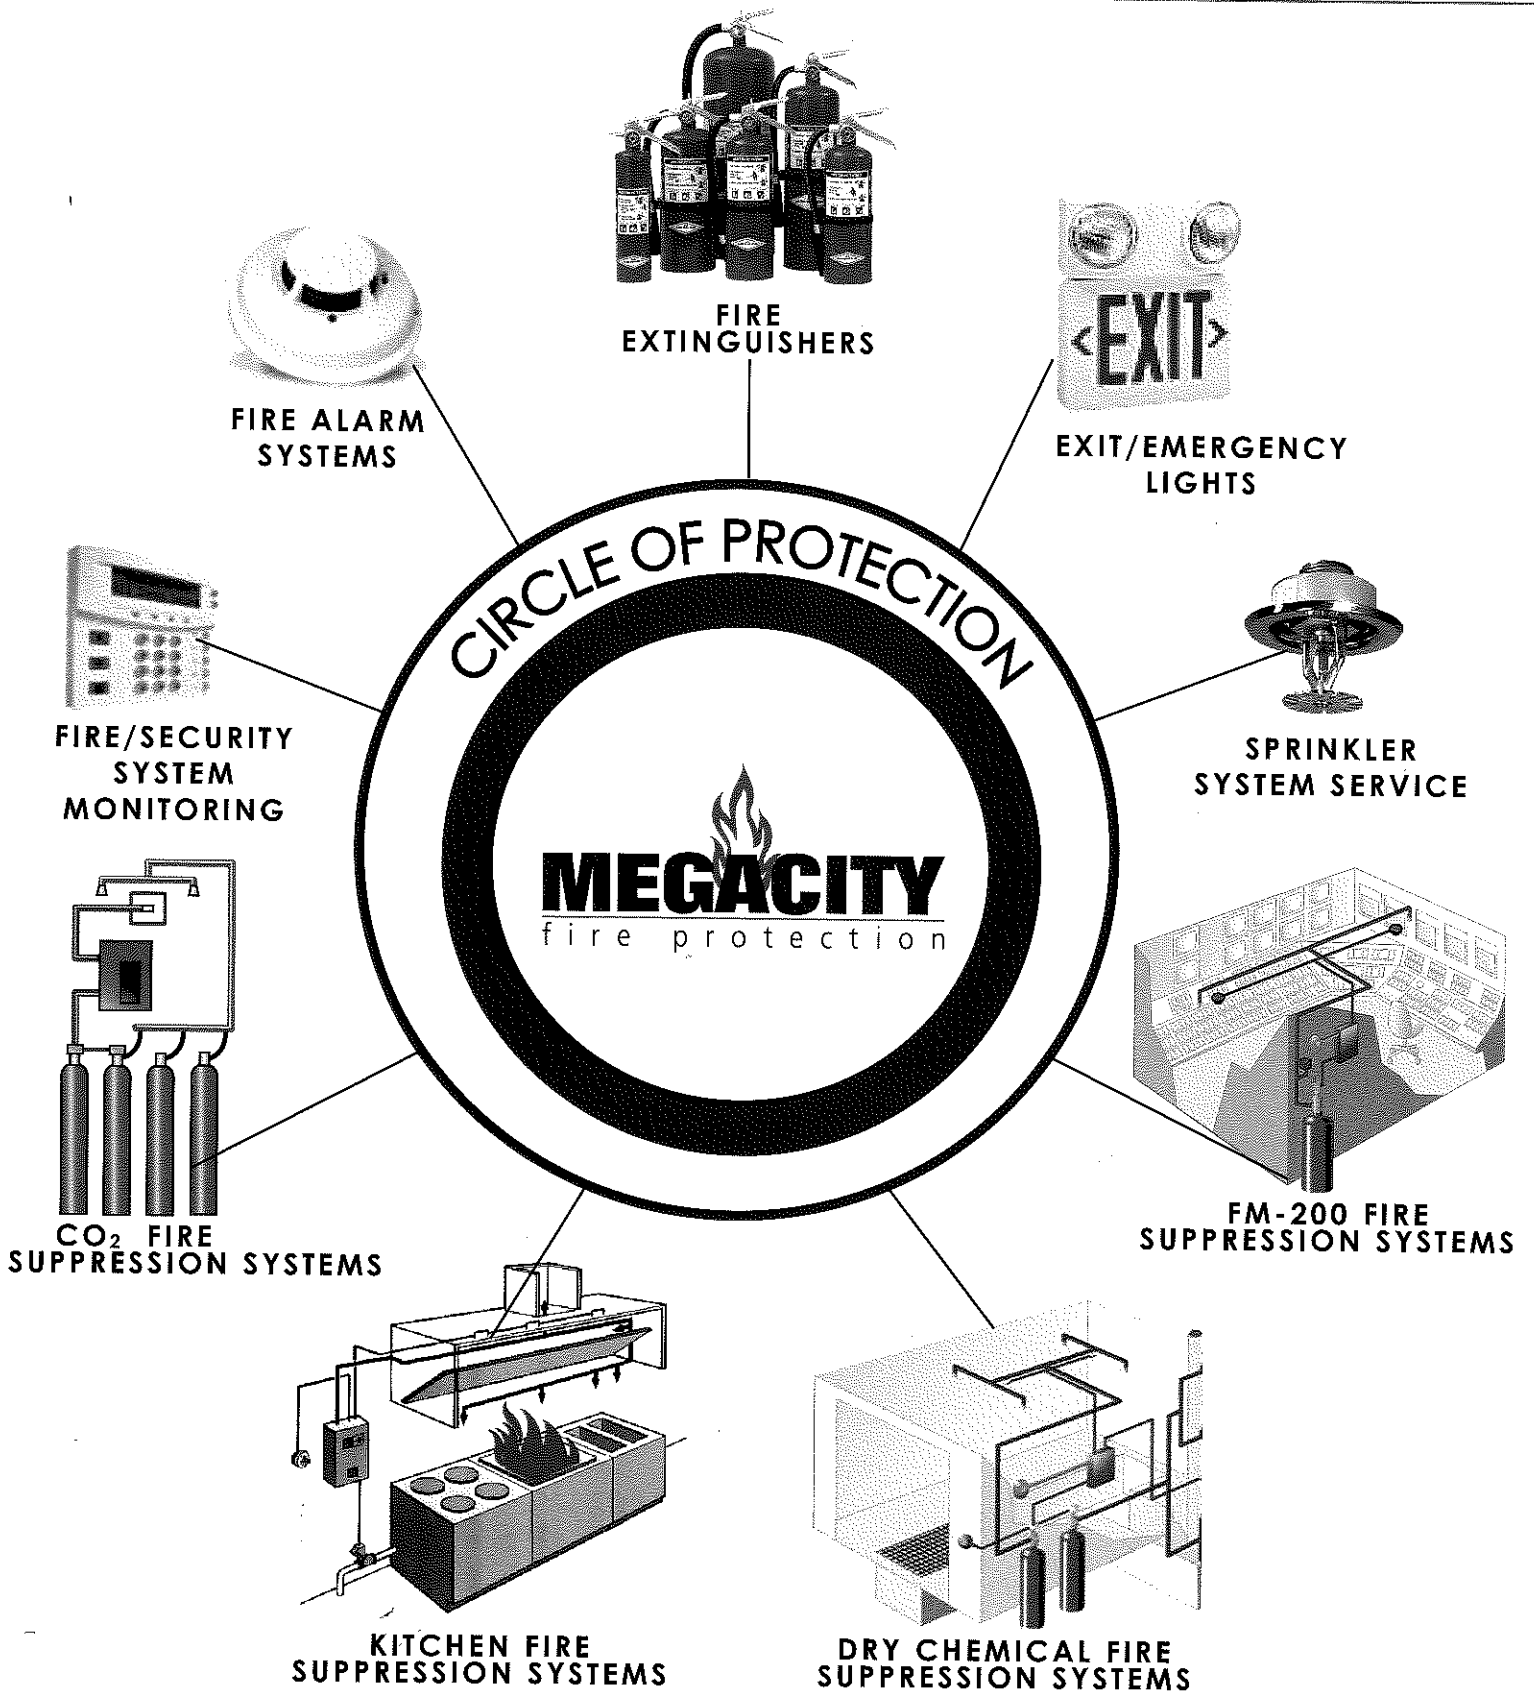 FIRE
EXTINGUISHERS
EXIT
EXIT/EMERGENCY
LIGHTS
FIRE ALARM
SYSTEMS
CIRCLE OF PROTECTION
FIRE/SECURITY
SYSTEM
MONITORING
SPRINKLER
SYSTEM SERVICE
MEGACITY
fire protection
CO₂ FIRE
SUPPRESSION SYSTEMS
FM-200 FIRE
SUPPRESSION SYSTEMS
KITCHEN FIRE
SUPPRESSION SYSTEMS
DRY CHEMICAL FIRE
SUPPRESSION SYSTEMS